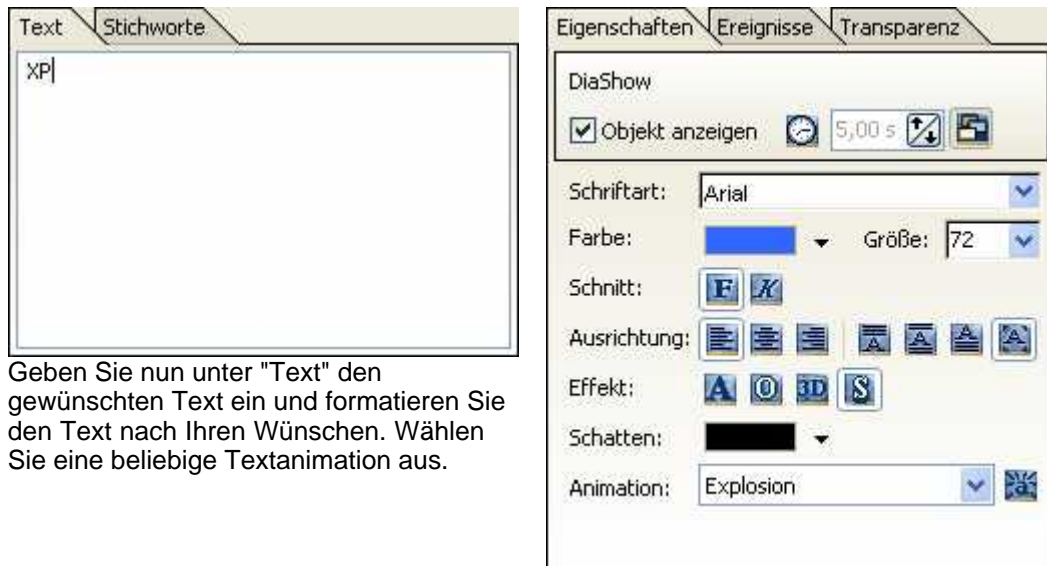 Text Stichworte
XP
Geben Sie nun unter "Text" den
gewünschten Text ein und formatieren Sie
den Text nach Ihren Wünschen. Wählen
Sie eine beliebige Textanimation aus.
Eigenschaften Ereignisse Transparenz
DiaShow
Objekt anzeigen 5,00 s
Schriftart: Arial
Farbe: Größe: 72
Schnitt: F K
Ausrichtung: A A A A
Effekt: A O 3D S
Schatten:
Animation: Explosion a